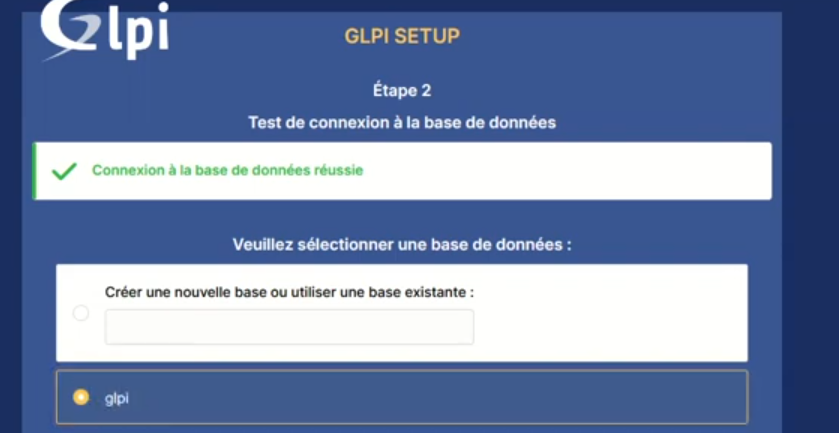 Glpi
GLPI SETUP
Étape 2
Test de connexion à la base de données
Connexion à la base de données réussie
Veuillez sélectionner une base de données :
Créer une nouvelle base ou utiliser une base existante :
glpi